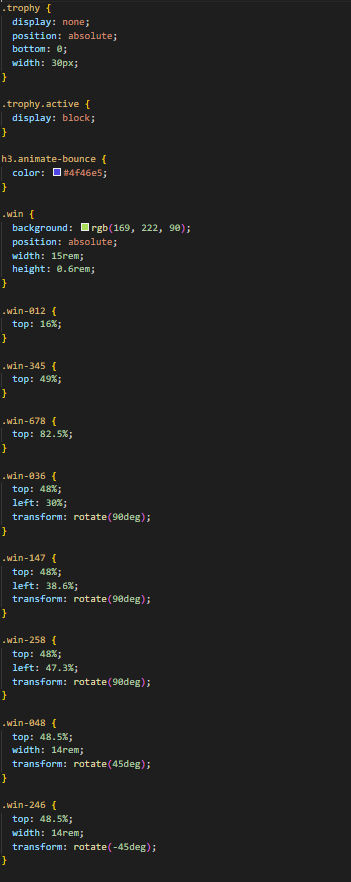 .trophy {
display: none;
position: absolute;
bottom: 0;
width: 30px;
}
.trophy.active {
display: block;
}
h3.animate-bounce {
color: #4f46e5;
}
.win {
background: rgb(169, 222, 90);
position: absolute;
width: 15rem;
height: 0.6rem;
}
.win-012 {
top: 16%;
}
.win-345 {
top: 49%;
}
.win-678 {
top: 82.5%;
}
.win-036 {
top: 48%;
left: 30%;
transform: rotate(90deg);
}
.win-147 {
top: 48%;
left: 38.6%;
transform: rotate(90deg);
}
.win-258 {
top: 48%;
left: 47.3%;
transform: rotate(90deg);
}
.win-048 {
top: 48.5%;
width: 14rem;
transform: rotate(45deg);
}
.win-246 {
top: 48.5%;
width: 14rem;
transform: rotate(-45deg);
}